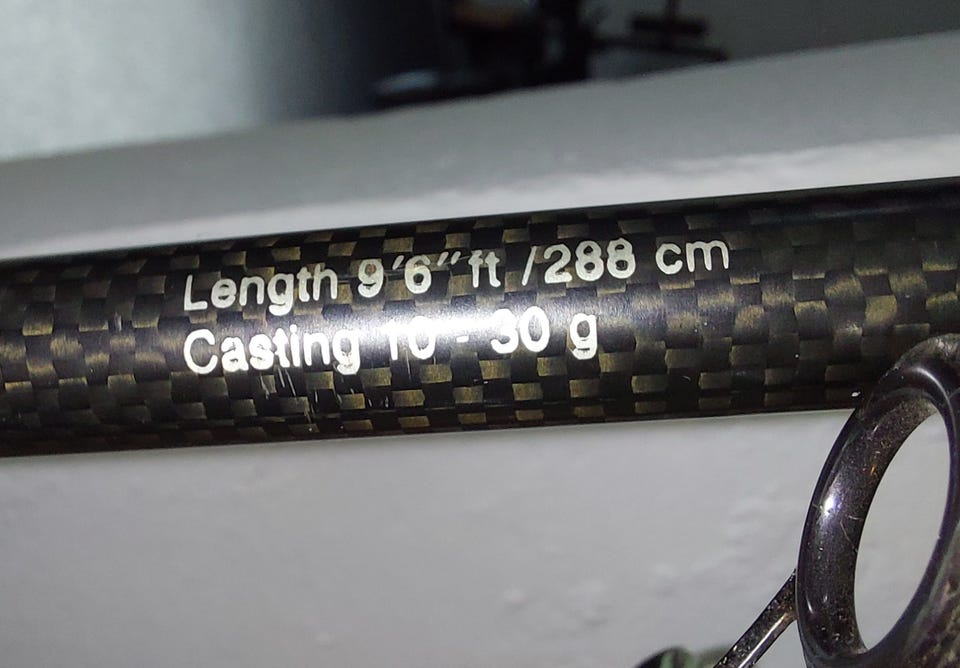 Length 9'6" ft /288 cm
Casting 10 - 30 g